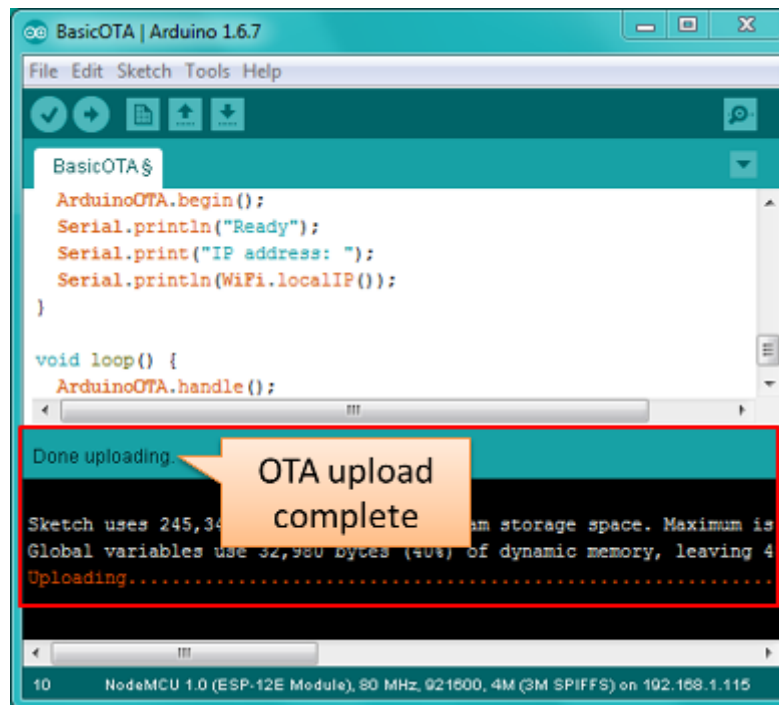 BasicOTA | Arduino 1.6.7
File Edit Sketch Tools Help
BasicOTA §
ArduinoOTA.begin();
Serial.println("Ready");
Serial.print("IP address: ");
Serial.println(WiFi.localIP());
}
void loop() {
ArduinoOTA.handle();
Done uploading.
OTA upload
complete
Sketch uses 245,34 am storage space. Maximum is
Global variables use 32,980 bytes (40%) of dynamic memory, leaving 4
Uploading......................................................................
10 NodeMCU 1.0 (ESP-12E Module), 80 MHz, 921600, 4M (3M SPIFFS) on 192.168.1.115